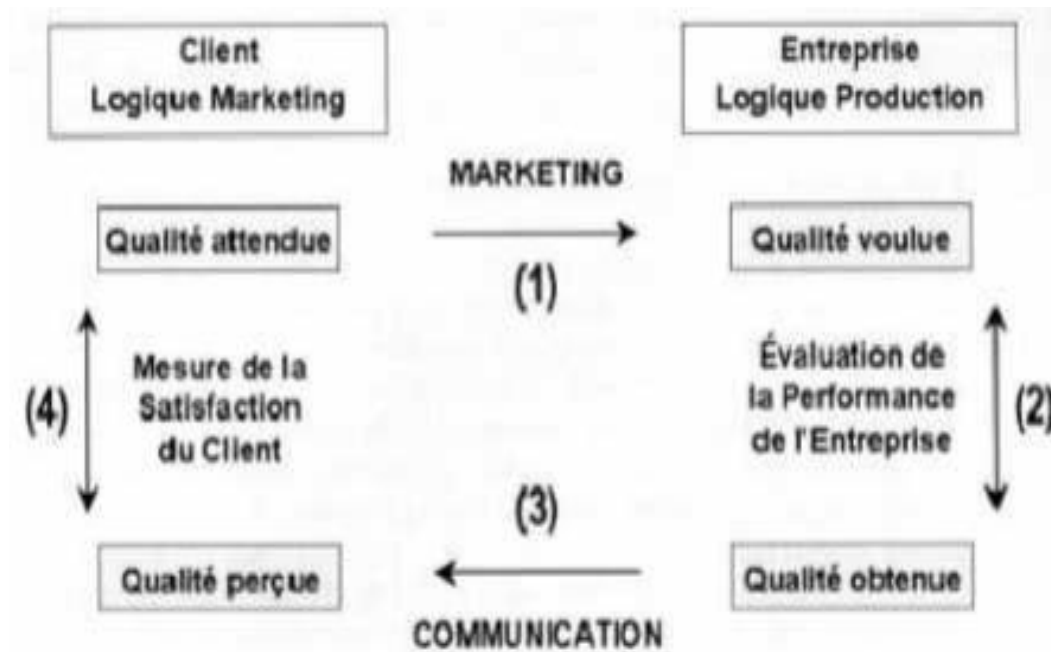 Client
Logique Marketing
Entreprise
Logique Production
MARKETING
Qualité attendue
Qualité voulue
(1)
(4)
Mesure de la
Satisfaction
du Client
Évaluation de
la Performance
de l'Entreprise
(2)
(3)
Qualité perçue
Qualité obtenue
COMMUNICATION